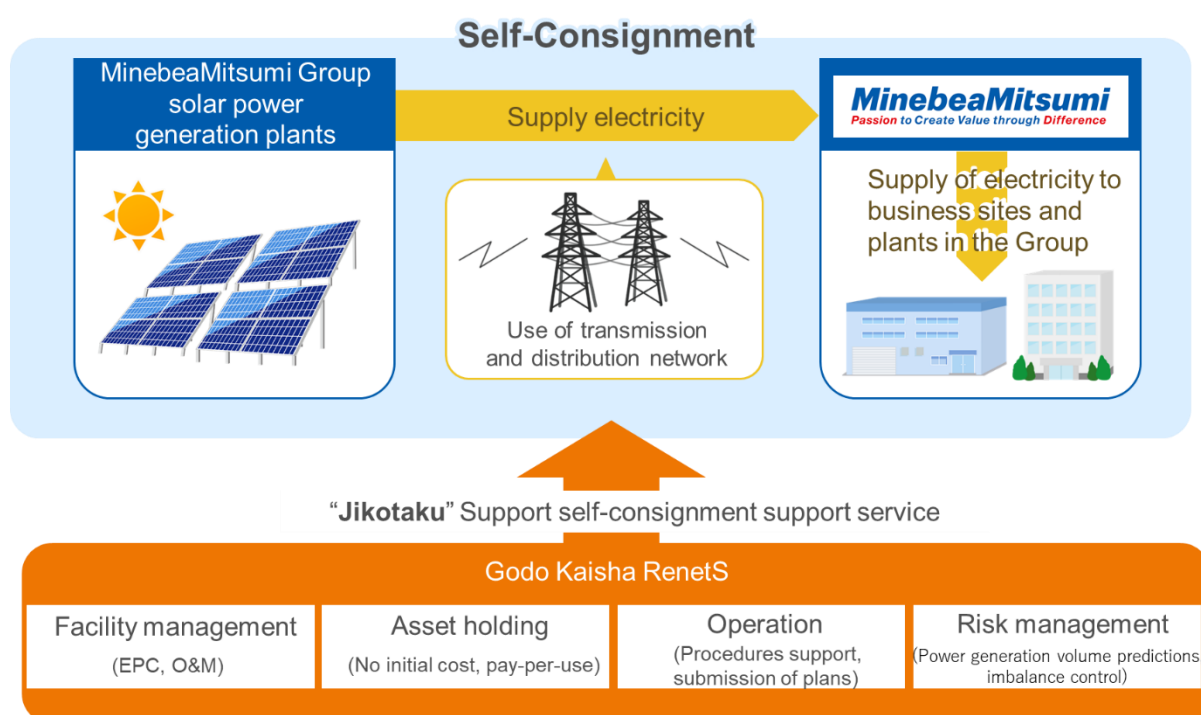 Self-Consignment
MinebeaMitsumi Group
solar power
generation plants
Supply electricity
MinebeaMitsumi
Passion to Create Value through Difference
Supply of electricity to
business sites and
plants in the Group
Use of transmission
and distribution network
“Jikotaku” Support self-consignment support service
Godo Kaisha RenetS
Facility management
(EPC, O&M)
Asset holding
(No initial cost, pay-per-use)
Operation
(Procedures support,
submission of plans)
Risk management
(Power generation volume predictions
imbalance control)